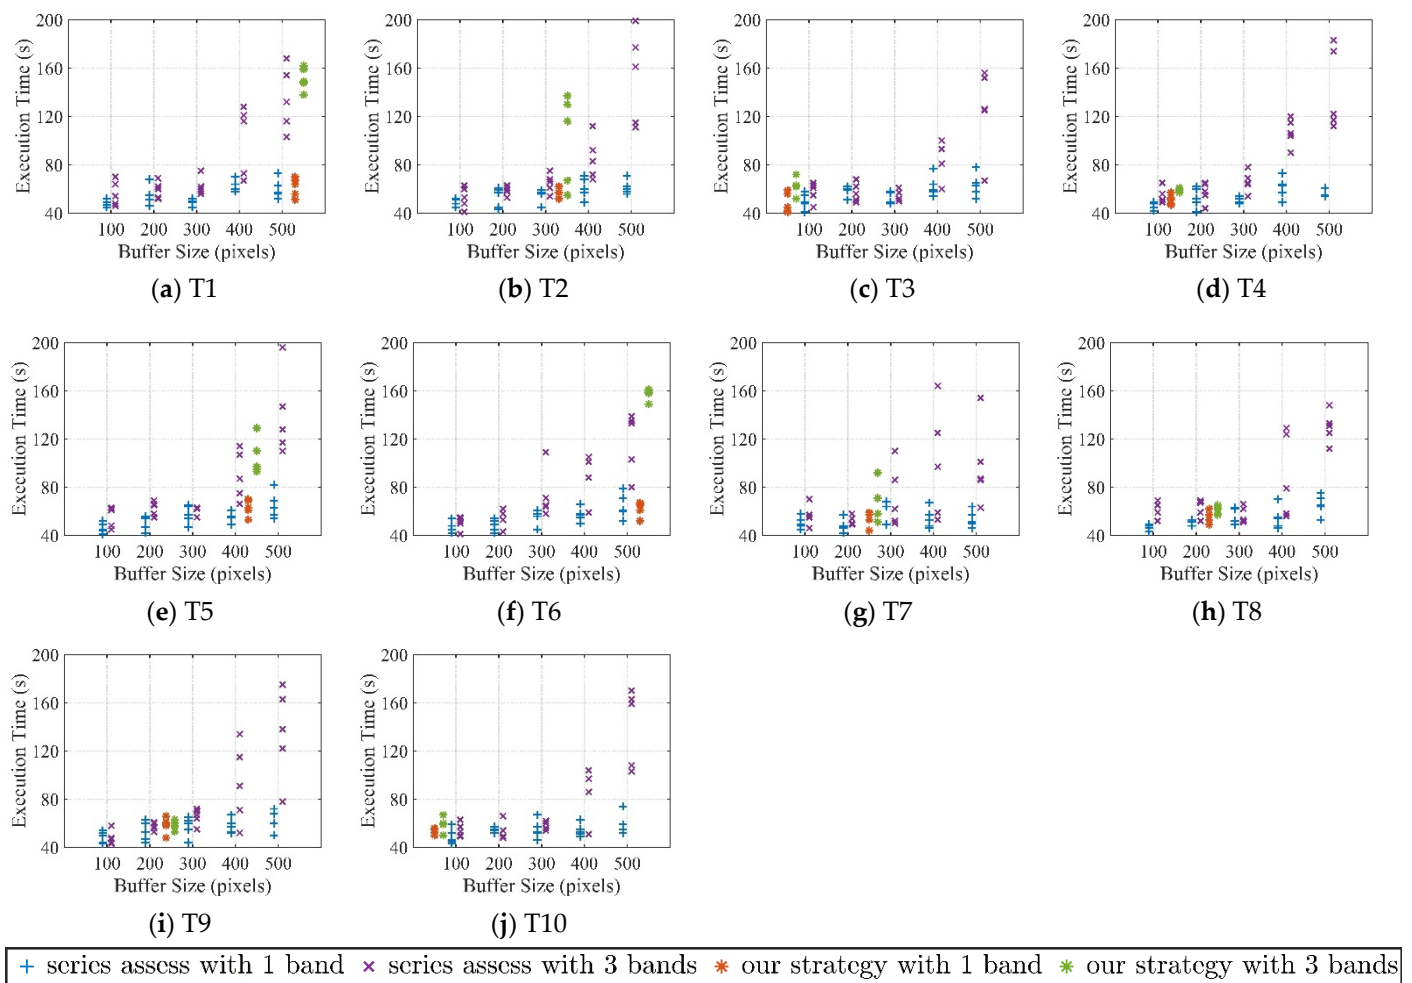 200
160
120
80
40
Execution Time (s)
100 200 300 400 500
Buffer Size (pixels)
(a) T1
200
160
120
80
40
Execution Time (s)
100 200 300 400 500
Buffer Size (pixels)
(b) T2
200
160
120
80
40
Execution Time (s)
100 200 300 400 500
Buffer Size (pixels)
(c) T3
200
160
120
80
40
Execution Time (s)
100 200 300 400 500
Buffer Size (pixels)
(d) T4
200
160
120
80
40
Execution Time (s)
100 200 300 400 500
Buffer Size (pixels)
(e) T5
200
160
120
80
40
Execution Time (s)
100 200 300 400 500
Buffer Size (pixels)
(f) T6
200
160
120
80
40
Execution Time (s)
100 200 300 400 500
Buffer Size (pixels)
(g) T7
200
160
120
80
40
Execution Time (s)
100 200 300 400 500
Buffer Size (pixels)
(h) T8
200
160
120
80
40
Execution Time (s)
100 200 300 400 500
Buffer Size (pixels)
(i) T9
200
160
120
80
40
Execution Time (s)
100 200 300 400 500
Buffer Size (pixels)
(j) T10
series assess with 1 band series assess with 3 bands our strategy with 1 band our strategy with 3 bands